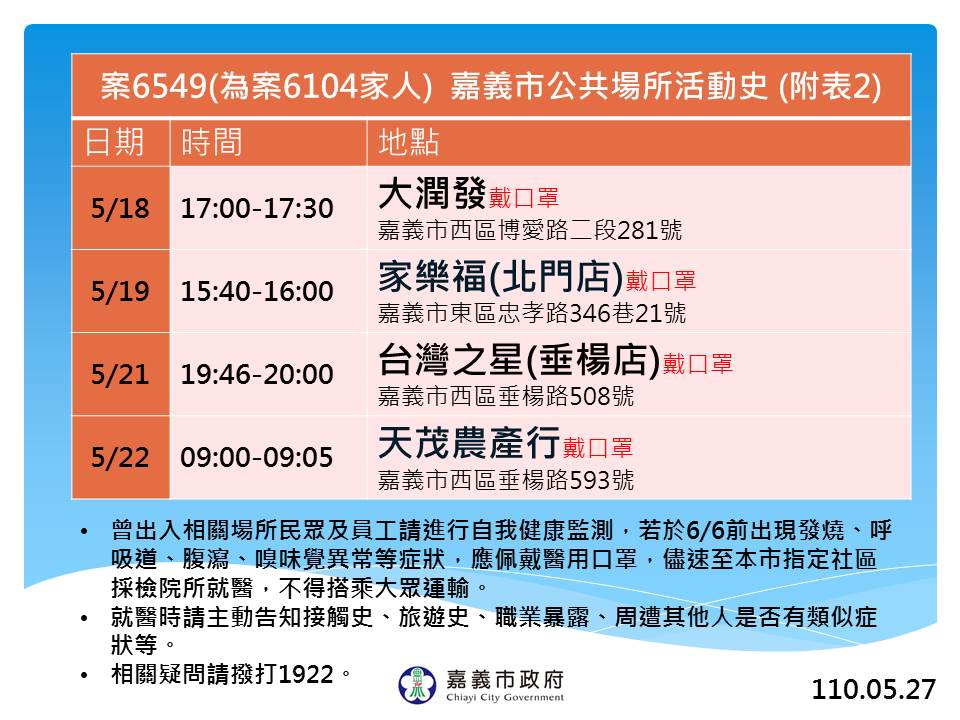 案6549(為案6104家人) 嘉義市公共場所活動史 (附表2)
日期 時間 地點
5/18 17:00-17:30 大潤發戴口罩
嘉義市西區博愛路二段281號
5/19 15:40-16:00 家樂福(北門店)戴口罩
嘉義市東區忠孝路346巷21號
5/21 19:46-20:00 台灣之星(垂楊店)戴口罩
嘉義市西區垂楊路508號
5/22 09:00-09:05 天茂農產行戴口罩
嘉義市西區垂楊路593號
• 曾出入相關場所民眾及員工請進行自我健康監測，若於6/6前出現發燒、呼
吸道、腹瀉、嗅味覺異常等症狀，應佩戴醫用口罩，儘速至本市指定社區
採檢院所就醫，不得搭乘大眾運輸。
• 就醫時請主動告知接觸史、旅遊史、職業暴露、周遭其他人是否有類似症
狀等。
• 相關疑問請撥打1922。
嘉義市政府
Chiayi City Government
110.05.27